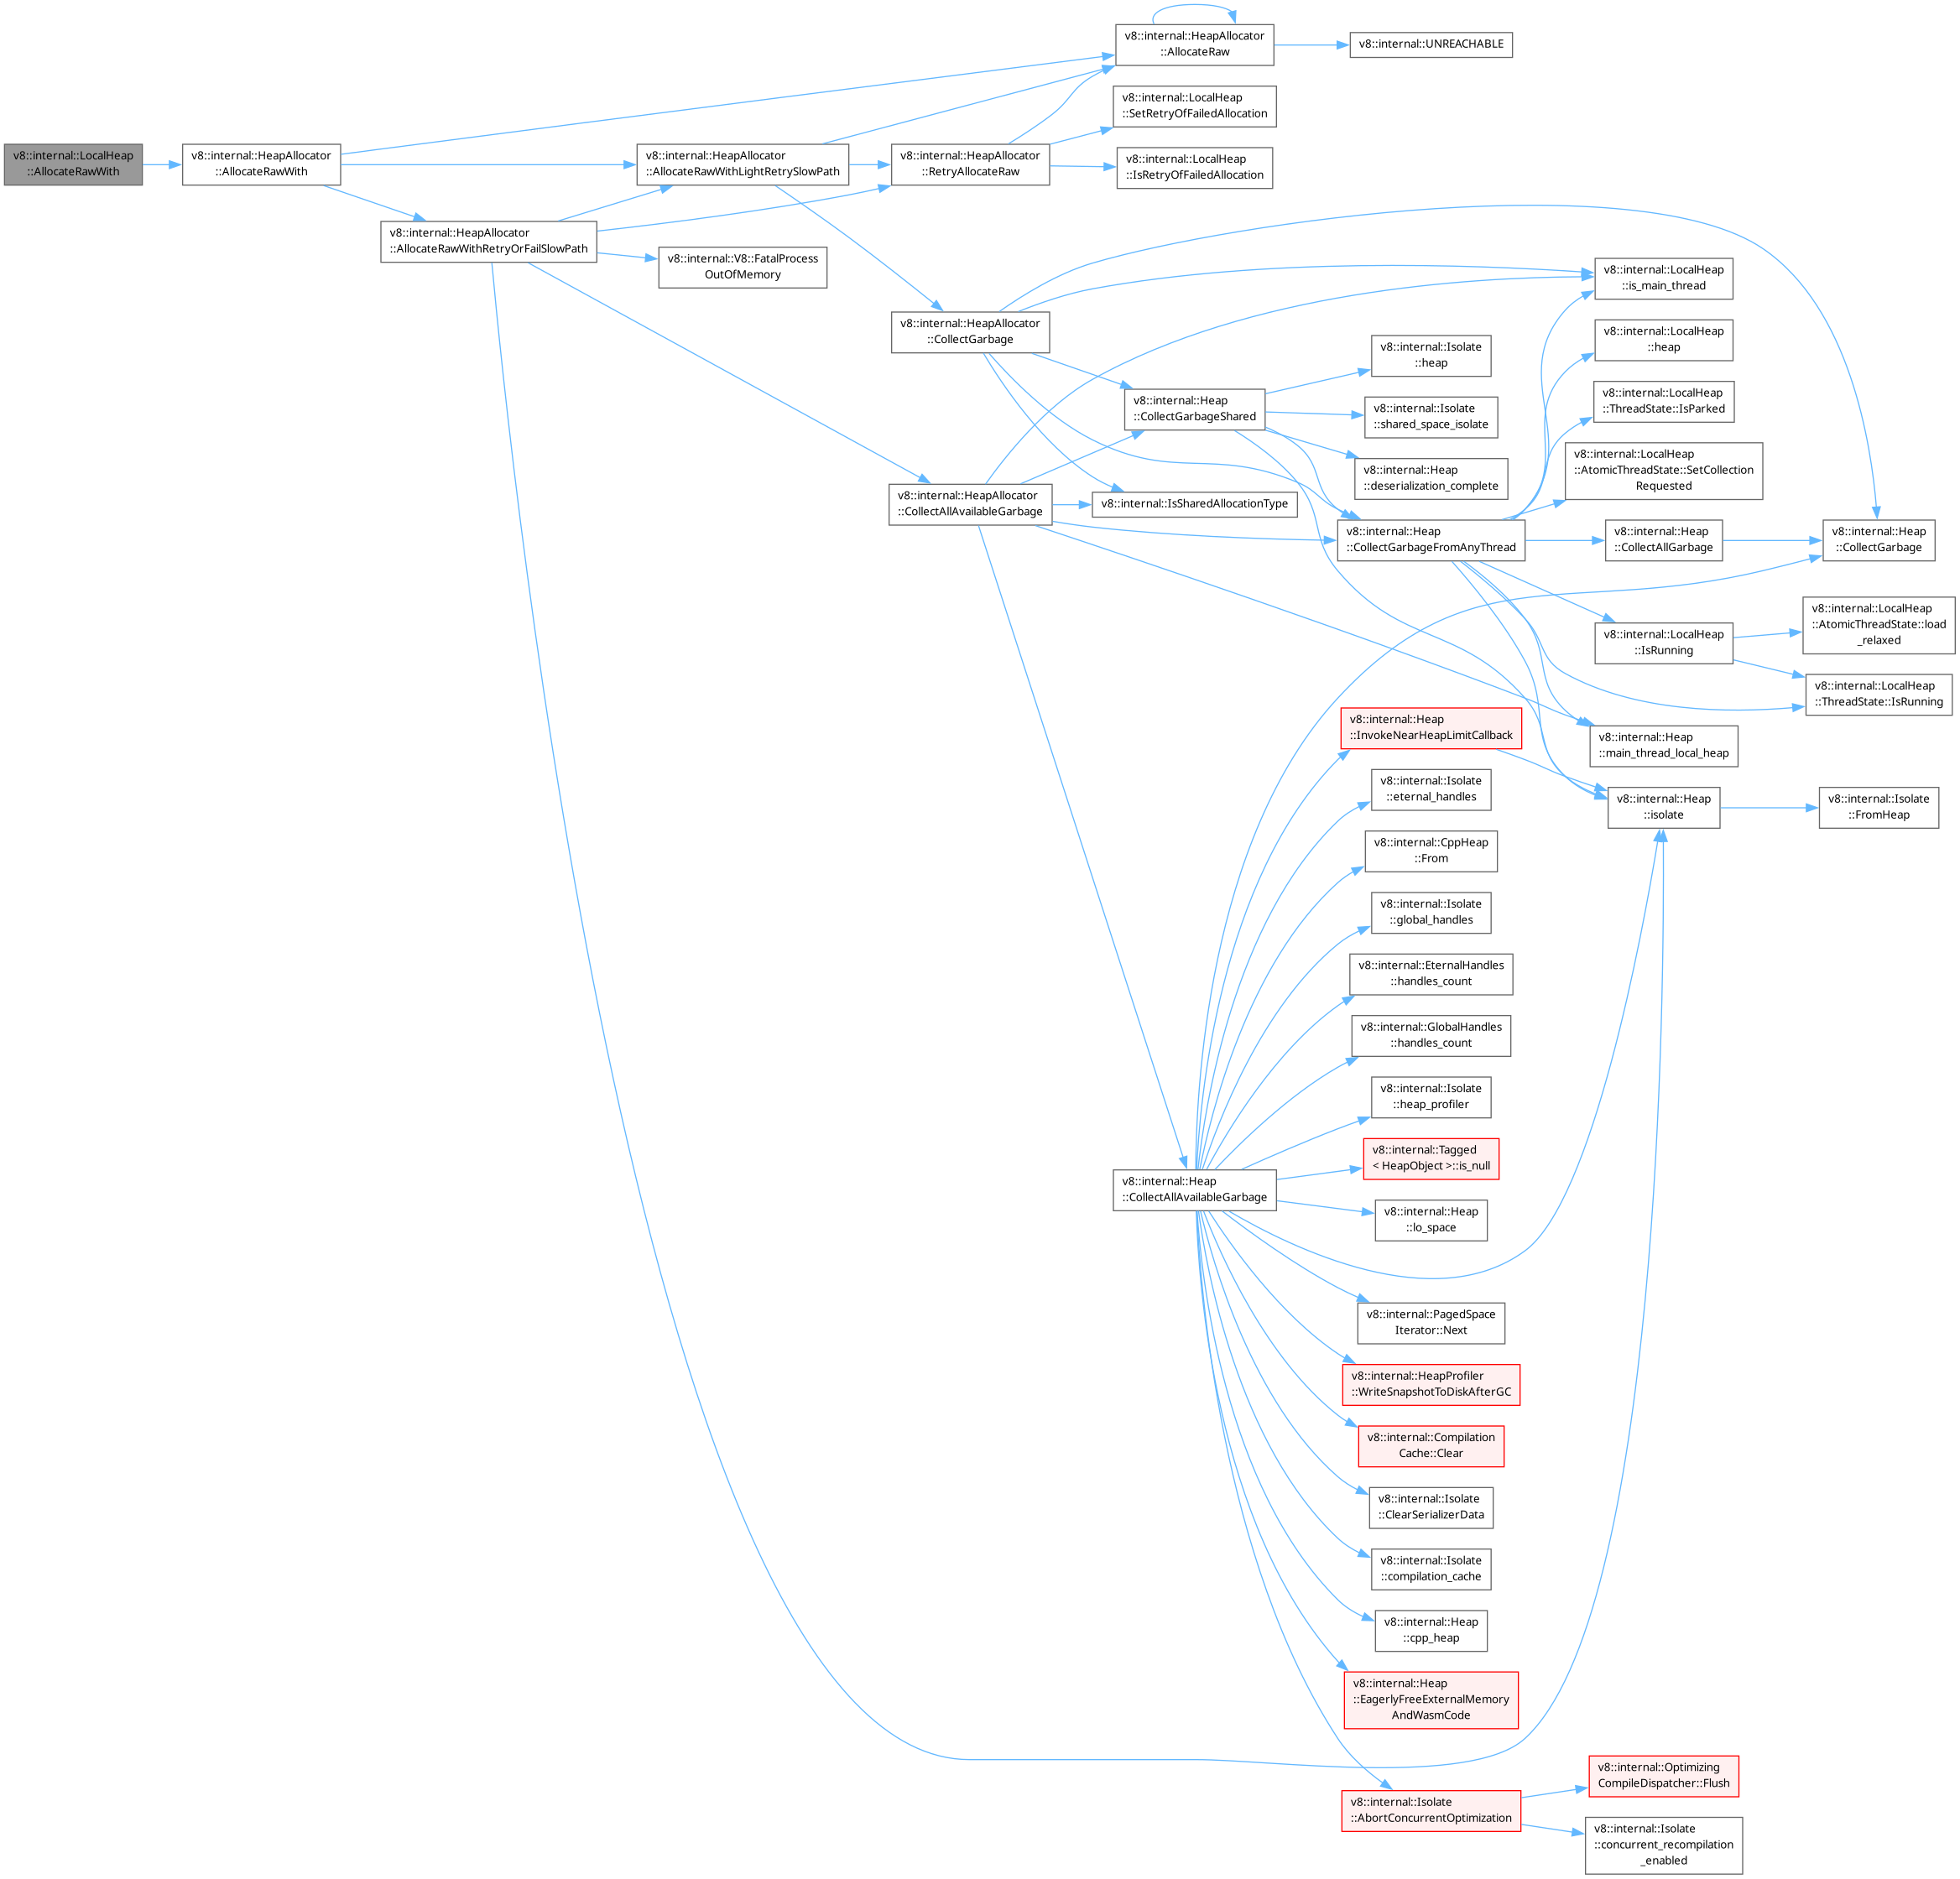 v8::internal::LocalHeap
::AllocateRawWith
v8::internal::HeapAllocator
::AllocateRawWith
v8::internal::HeapAllocator
::AllocateRawWithRetryOrFailSlowPath
v8::internal::HeapAllocator
::AllocateRawWithLightRetrySlowPath
v8::internal::V8::FatalProcess
OutOfMemory
v8::internal::HeapAllocator
::RetryAllocateRaw
v8::internal::HeapAllocator
::CollectGarbage
v8::internal::HeapAllocator
::CollectAllAvailableGarbage
v8::internal::HeapAllocator
::AllocateRaw
v8::internal::LocalHeap
::SetRetryOfFailedAllocation
v8::internal::LocalHeap
::IsRetryOfFailedAllocation
v8::internal::Heap
::CollectGarbageShared
v8::internal::IsSharedAllocationType
v8::internal::Heap
::CollectAllAvailableGarbage
v8::internal::UNREACHABLE
v8::internal::Isolate
::heap
v8::internal::Isolate
::shared_space_isolate
v8::internal::Heap
::deserialization_complete
v8::internal::Heap
::CollectGarbageFromAnyThread
v8::internal::Heap
::InvokeNearHeapLimitCallback
v8::internal::Isolate
::eternal_handles
v8::internal::CppHeap
::From
v8::internal::Isolate
::global_handles
v8::internal::EternalHandles
::handles_count
v8::internal::GlobalHandles
::handles_count
v8::internal::Isolate
::heap_profiler
v8::internal::Tagged
< HeapObject >::is_null
v8::internal::Heap
::lo_space
v8::internal::PagedSpace
Iterator::Next
v8::internal::HeapProfiler
::WriteSnapshotToDiskAfterGC
v8::internal::Compilation
Cache::Clear
v8::internal::Isolate
::ClearSerializerData
v8::internal::Isolate
::compilation_cache
v8::internal::Heap
::cpp_heap
v8::internal::Heap
::EagerlyFreeExternalMemory
AndWasmCode
v8::internal::Isolate
::AbortConcurrentOptimization
v8::internal::LocalHeap
::is_main_thread
v8::internal::LocalHeap
::heap
v8::internal::LocalHeap
::ThreadState::IsParked
v8::internal::LocalHeap
::AtomicThreadState::SetCollection
Requested
v8::internal::Heap
::CollectAllGarbage
v8::internal::LocalHeap
::IsRunning
v8::internal::Heap
::main_thread_local_heap
v8::internal::Heap
::isolate
v8::internal::Optimizing
CompileDispatcher::Flush
v8::internal::Isolate
::concurrent_recompilation
_enabled
v8::internal::Heap
::CollectGarbage
v8::internal::LocalHeap
::AtomicThreadState::load
_relaxed
v8::internal::LocalHeap
::ThreadState::IsRunning
v8::internal::Isolate
::FromHeap